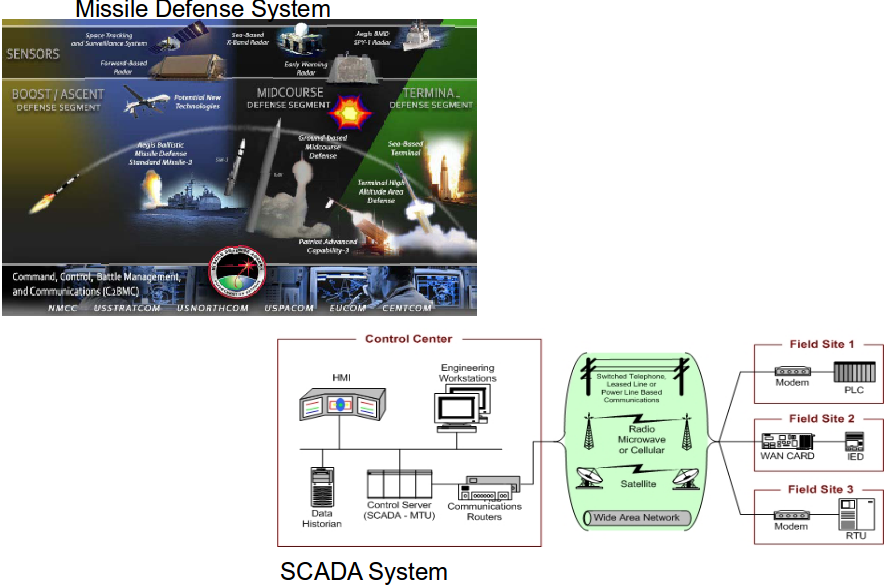 Missile Defense System
SENSORS
Space Tracking
and Surveillance System
Sea-Based
X-Band Radar
Aegis BMD
SPY-1 Radar
Forward-Based
Radar
Early Warning
Radar
BOOST / ASCENT
DEFENSE SEGMENT
Potential New
Technologies
MIDCOURSE
DEFENSE SEGMENT
TERMINAL
DEFENSE SEGMENT
Aegis Ballistic
Missile Defense
Standard Missile-3
Ground-based
Midcourse
Defense
Sea-Based
Terminal
Terminal High
Altitude Area
Defense
Patriot Advanced
Capability-3
Command, Control, Battle Management,
and Communications (C2BMC)
NMCC USSTRATCOM USNORTHCOM USPACOM EUCOM CENTCOM
Control Center
HMI
Engineering
Workstations
Data
Historian
Control Server
(SCADA - MTU)
Communications
Routers
Switched Telephone,
Leased Line or
Power Line Based
Communications
Radio
Microwave
or Cellular
Satellite
Wide Area Network
Field Site 1
Modem
PLC
Field Site 2
WAN CARD
IED
Field Site 3
Modem
RTU
SCADA System